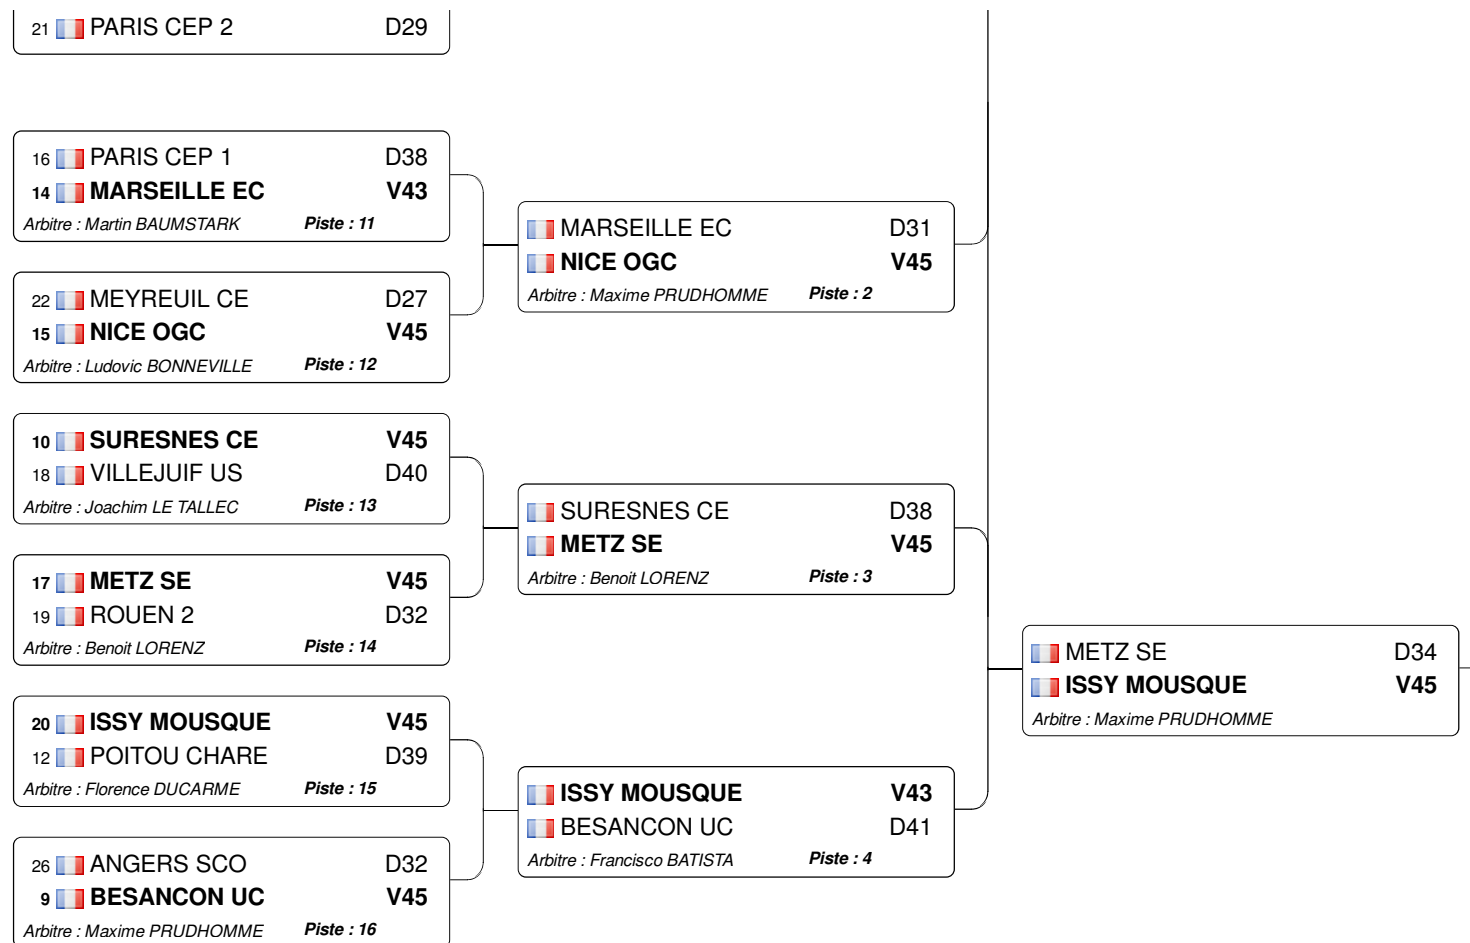 21 PARIS CEP 2 D29
16 PARIS CEP 1 D38
14 MARSEILLE EC V43
Arbitre : Martin BAUMSTARK Piste : 11
22 MEYREUIL CE D27
15 NICE OGC V45
Arbitre : Ludovic BONNEVILLE Piste : 12
10 SURESNES CE V45
18 VILLEJUIF US D40
Arbitre : Joachim LE TALLEC Piste : 13
17 METZ SE V45
19 ROUEN 2 D32
Arbitre : Benoit LORENZ Piste : 14
20 ISSY MOUSQUE V45
12 POITOU CHARE D39
Arbitre : Florence DUCARME Piste : 15
26 ANGERS SCO D32
9 BESANCON UC V45
Arbitre : Maxime PRUDHOMME Piste : 16
MARSEILLE EC D31
NICE OGC V45
Arbitre : Maxime PRUDHOMME Piste : 2
SURESNES CE D38
METZ SE V45
Arbitre : Benoit LORENZ Piste : 3
ISSY MOUSQUE V43
BESANCON UC D41
Arbitre : Francisco BATISTA Piste : 4
METZ SE D34
ISSY MOUSQUE V45
Arbitre : Maxime PRUDHOMME